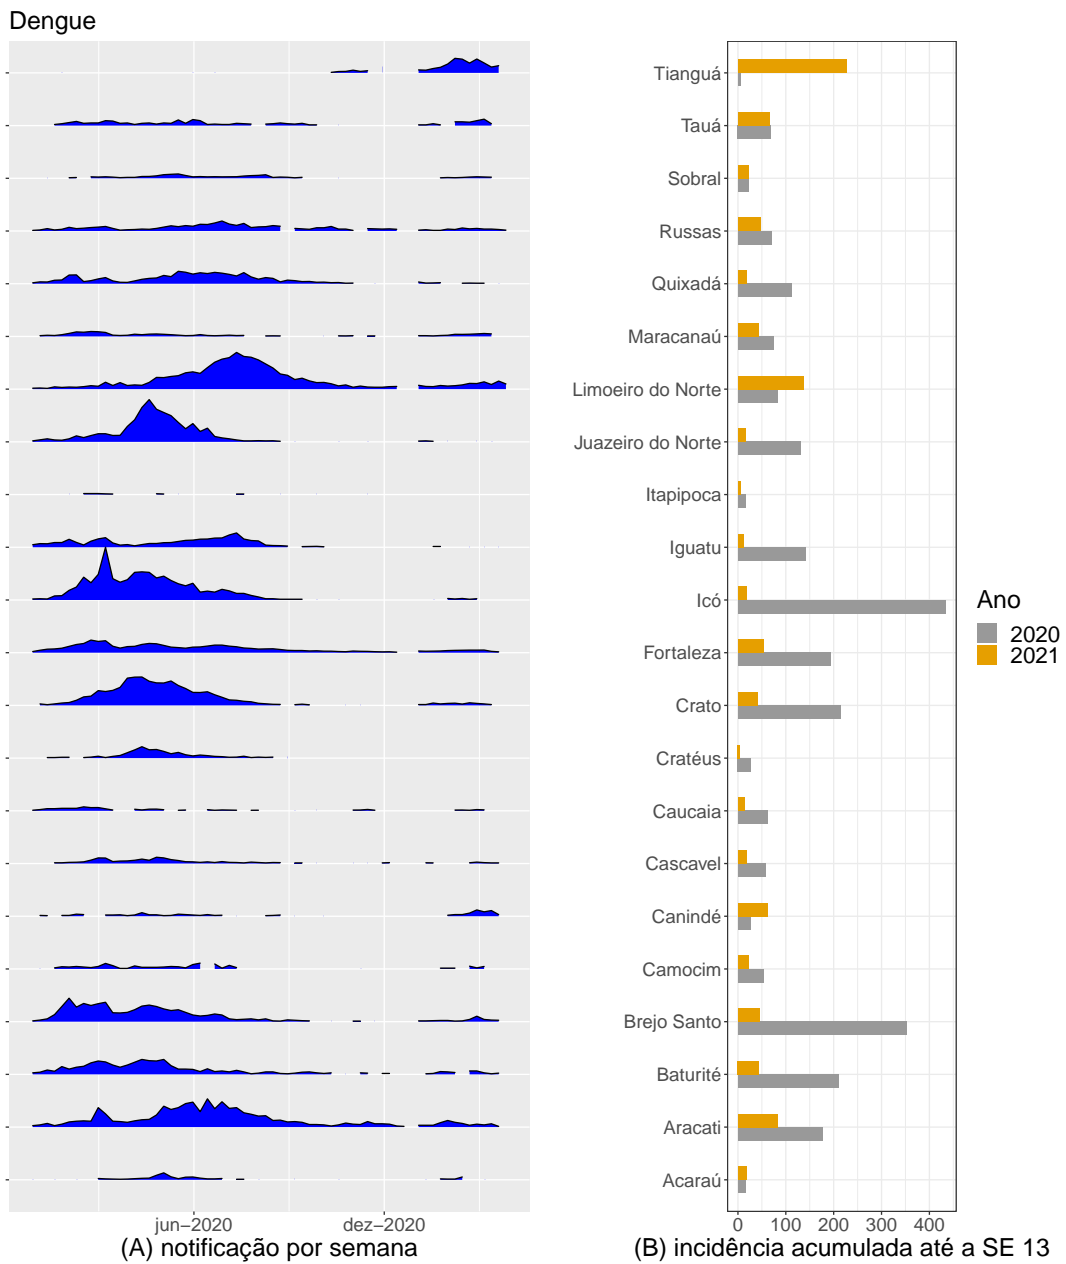 Dengue
Tianguá
Tauá
Sobral
Russas
Quixadá
Maracanaú
Limoeiro do Norte
Juazeiro do Norte
Itapipoca
Iguatu
Icó
Fortaleza
Crato
Cratéus
Caucaia
Cascavel
Canindé
Camocim
Brejo Santo
Baturité
Aracati
Acaraú
Ano
2020
2021
jun–2020 dez–2020
0 100 200 300 400
(A) notificação por semana
(B) incidência acumulada até a SE 13